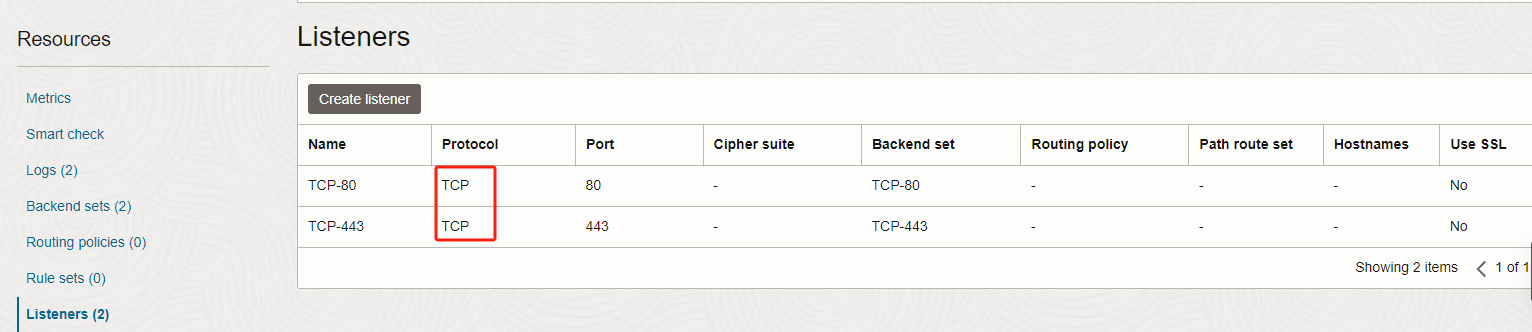 Resources
Metrics
Smart check
Logs (2)
Backend sets (2)
Routing policies (0)
Rule sets (0)
Listeners (2)
Listeners
Create listener
Name Protocol Port Cipher suite Backend set Routing policy Path route set Hostnames Use SSL
TCP-80 TCP 80 - TCP-80 - - - No
TCP-443 TCP 443 - TCP-443 - - - No
Showing 2 items < 1 of 1